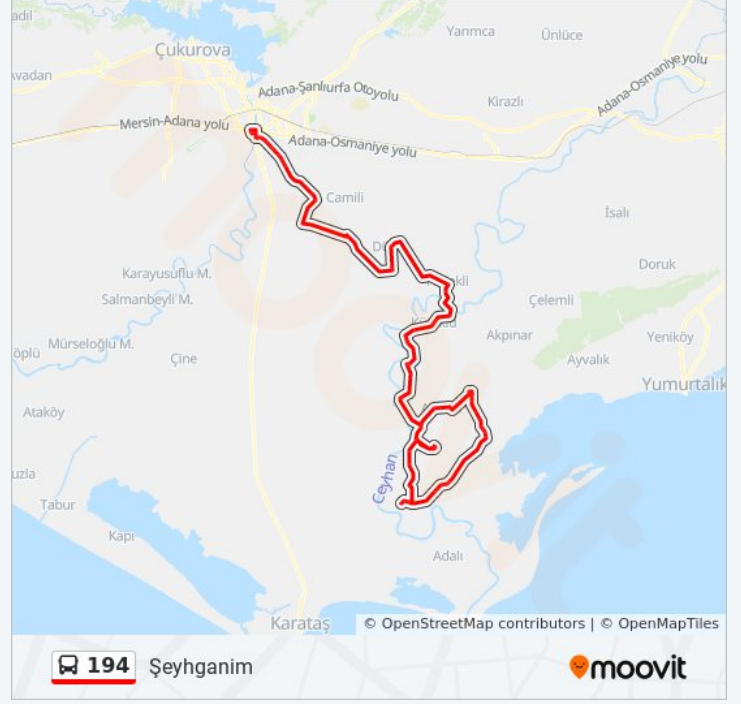 adil
Yarımca
Ünlüce
Çukurova
Avadan
Adana-Şanlıurfa Otoyolu
Adana-Osmaniye yolu
Kirazlı
Mersin-Adana yolu
Adana-Osmaniye yolu
Camili
İsalı
Karayusuflu M.
Doruk
Salmanbeyli M.
Çelemli
öplü
Mürseloğlu M.
Akpınar
Yeniköy
Çine
Ayvalık
Yumurtalık
Ataköy
Ceyhan
uzla
Tabur
Kapı
Adalı
Karataş
© OpenStreetMap contributors | © OpenMapTiles
194 Şeyhganim
moovit